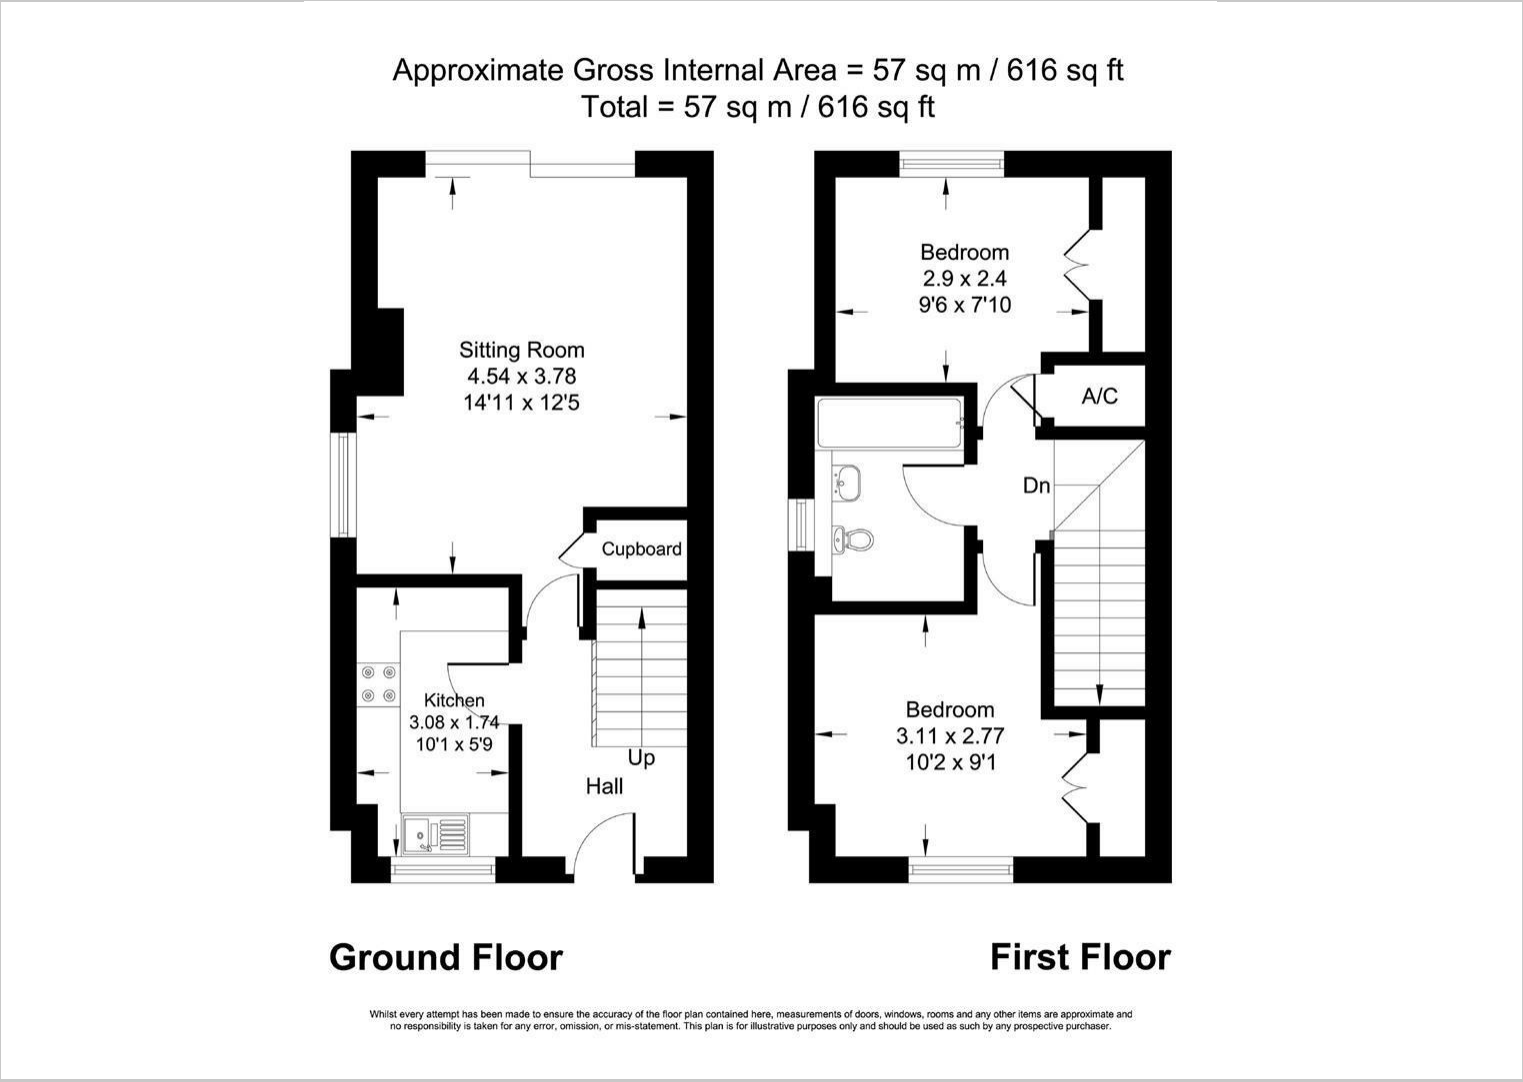 Approximate Gross Internal Area = 57 sq m / 616 sq ft
Total = 57 sq m / 616 sq ft
Sitting Room
4.54 x 3.78
14'11 x 12'5
Cupboard
Kitchen
3.08 x 1.74
10'1 x 5'9
Up
Hall
Ground Floor
Bedroom
2.9 x 2.4
9'6 x 7'10
A/C
Dn
Bedroom
3.11 x 2.77
10'2 x 9'1
First Floor
Whilst every attempt has been made to ensure the accuracy of the floor plan contained here, measurements of doors, windows, rooms and any other items are approximate and
no responsibility is taken for any error, omission, or mis-statement. This plan is for illustrative purposes only and should be used as such by any prospective purchaser.